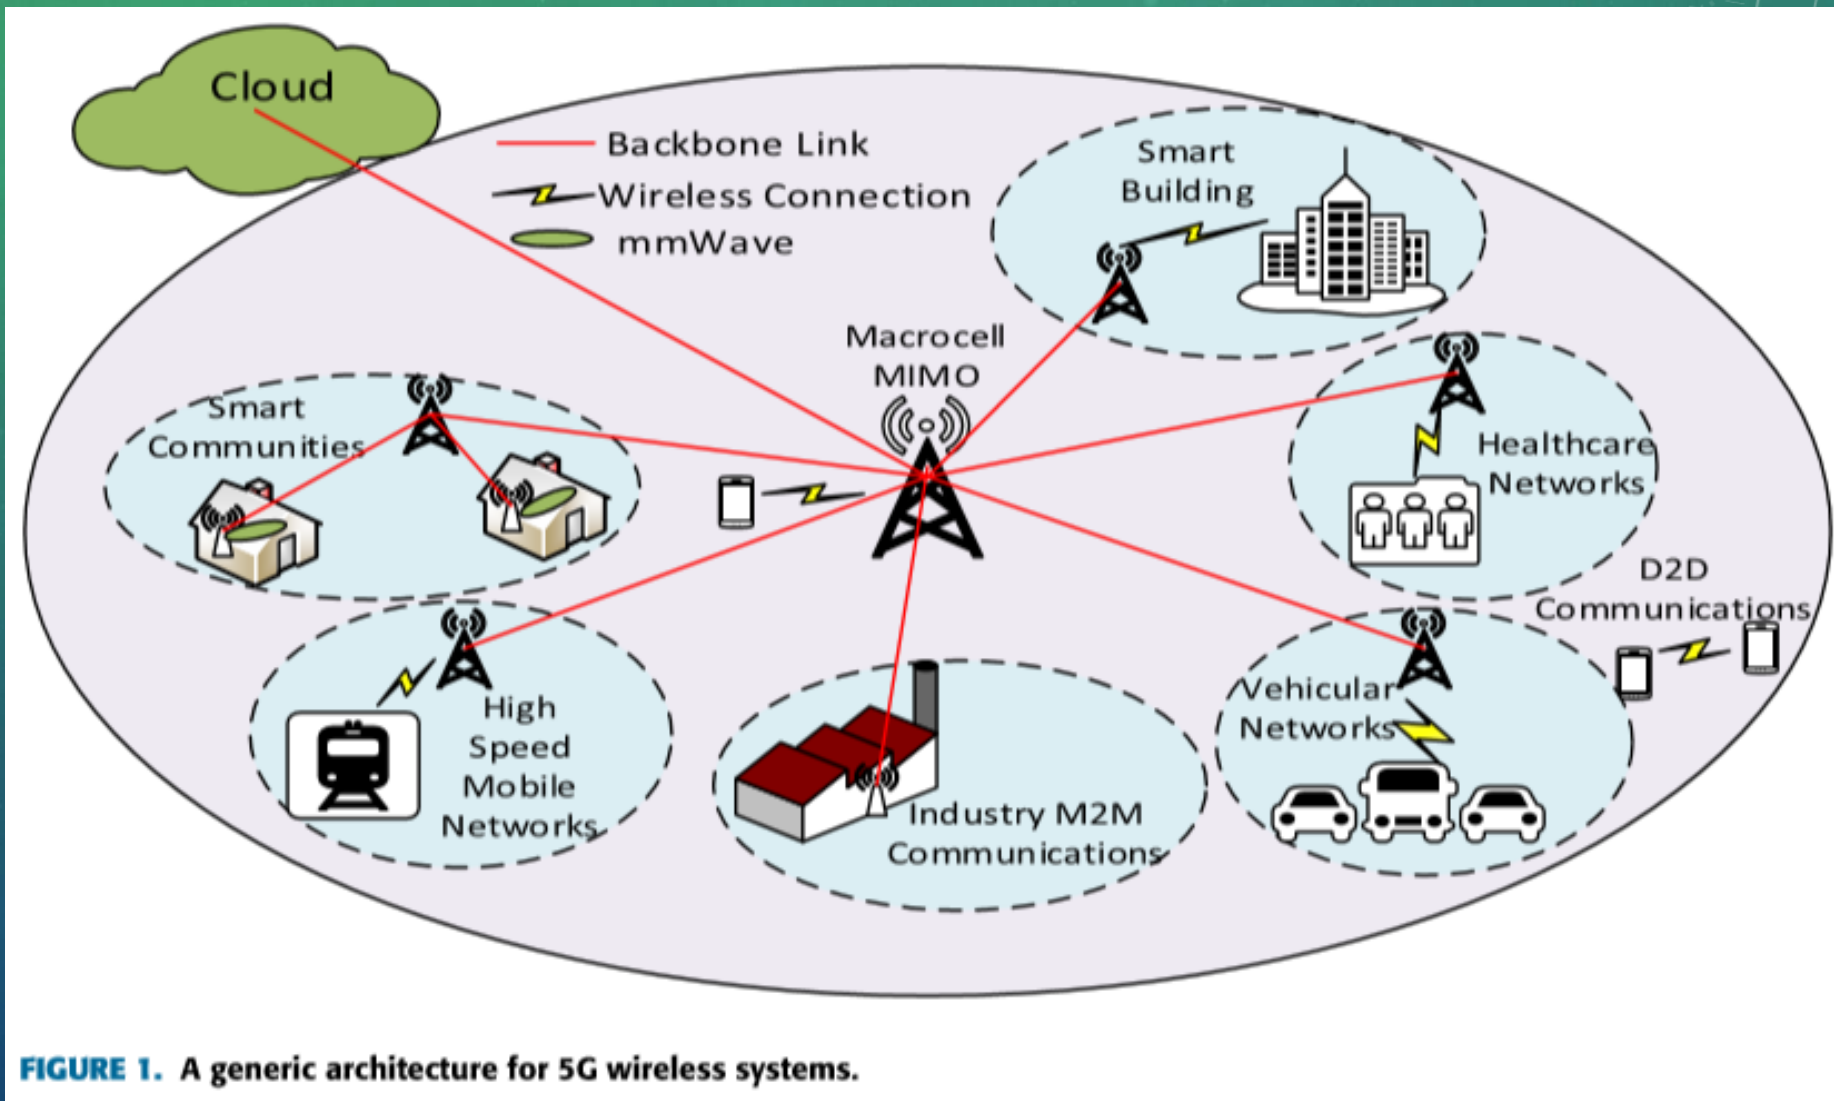 Cloud
Backbone Link
Wireless Connection
mmWave
Smart
Building
Macrocell
MIMO
Smart
Communities
Healthcare
Networks
D2D
Communications
High
Speed
Mobile
Networks
Industry M2M
Communications
Vehicular
Networks
FIGURE 1. A generic architecture for 5G wireless systems.